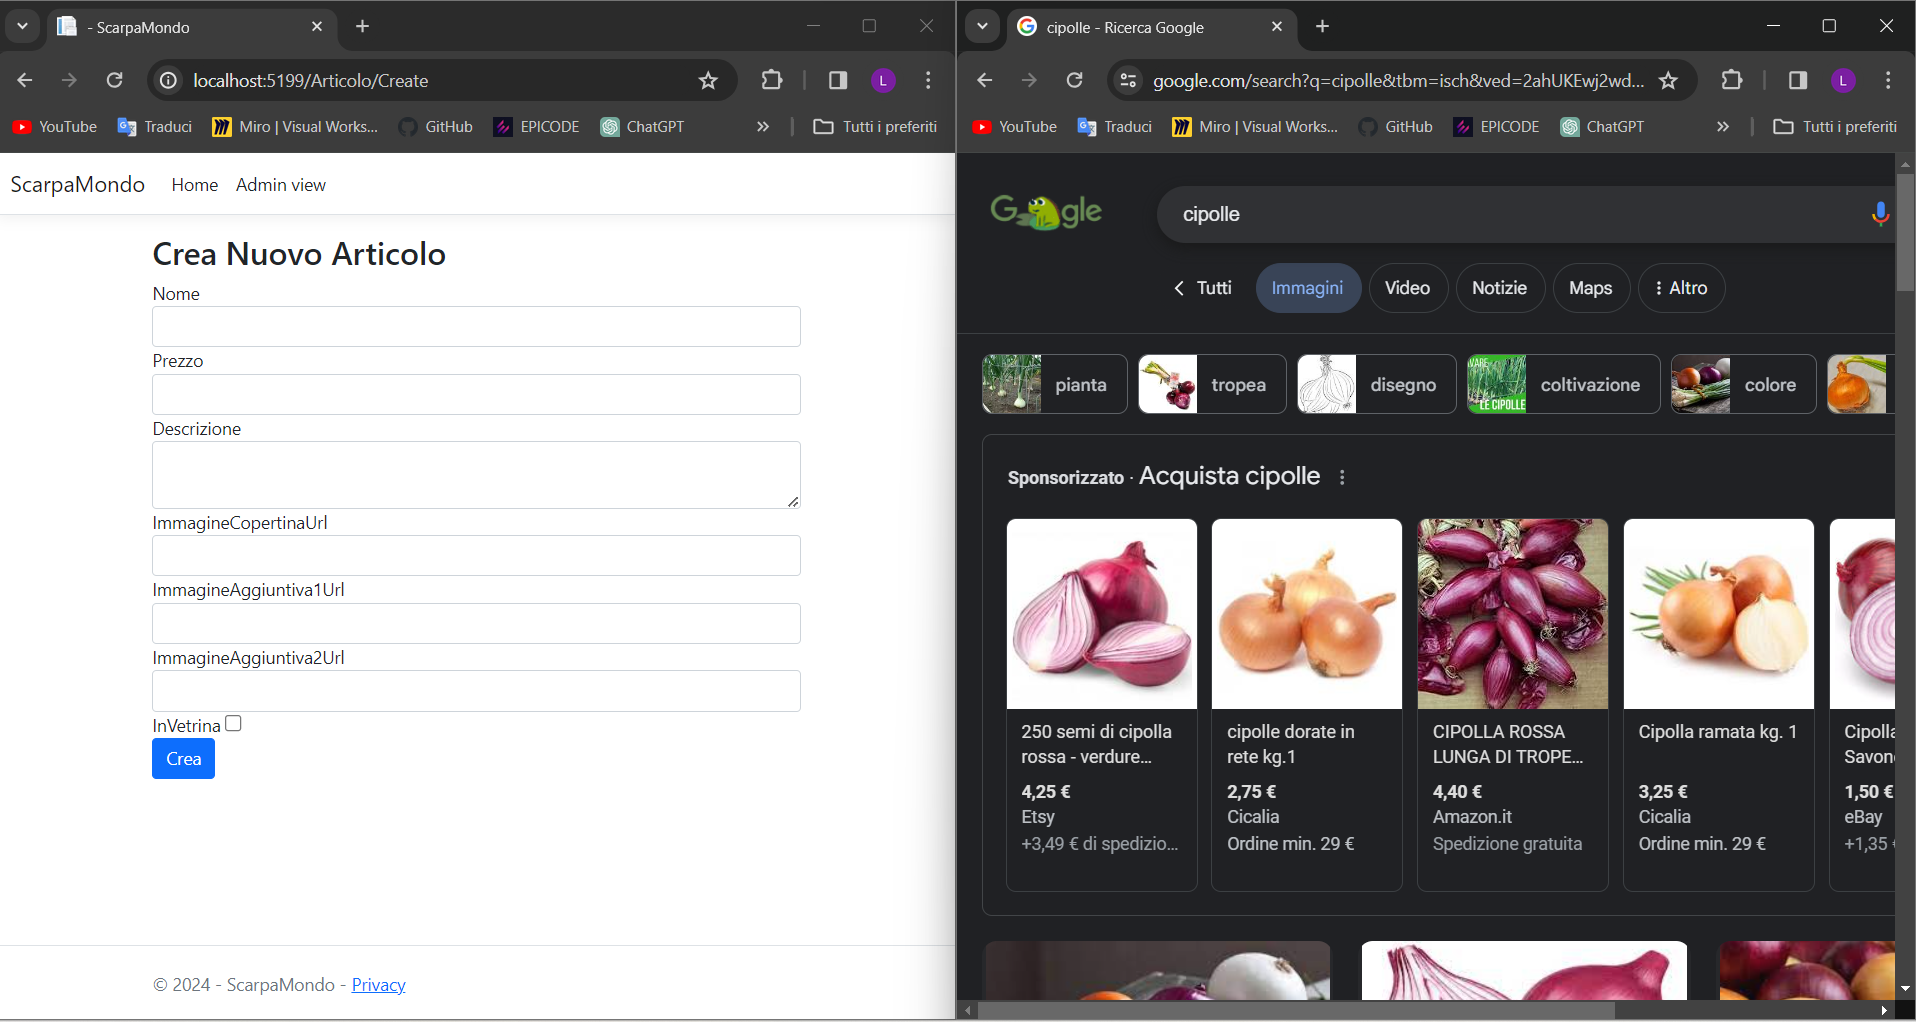 - ScarpaMondo
localhost:5199/Articolo/Create
YouTube
Traduci
Miro | Visual Works...
GitHub
EPICODE
ChatGPT
Tutti i preferiti
ScarpaMondo
Home
Admin view
Crea Nuovo Articolo
Nome
Prezzo
Descrizione
ImmagineCopertinaUrl
ImmagineAggiuntiva1Url
ImmagineAggiuntiva2Url
InVetrina
Crea
© 2024 - ScarpaMondo - Privacy
cipolle - Ricerca Google
google.com/search?q=cipolle&tbm=isch&ved=2ahUKEwj2wd...
L
L
YouTube
Traduci
Miro | Visual Works...
GitHub
EPICODE
ChatGPT
Tutti i preferiti
Google
cipolle
Tutti
Immagini
Video
Notizie
Maps
Altro
pianta
tropea
disegno
VARE
LE CIPOLLE
coltivazione
colore
Sponsorizzato · Acquista cipolle
250 semi di cipolla
rossa - verdure...
4,25 €
Etsy
+3,49 € di spedizio...
cipolle dorate in
rete kg.1
2,75 €
Cicalia
Ordine min. 29 €
CIPOLLA ROSSA
LUNGA DI TROPE...
4,40 €
Amazon.it
Spedizione gratuita
Cipolla ramata kg. 1
3,25 €
Cicalia
Ordine min. 29 €
Cipolla
Savon
1,50 €
eBay
+1,35 €